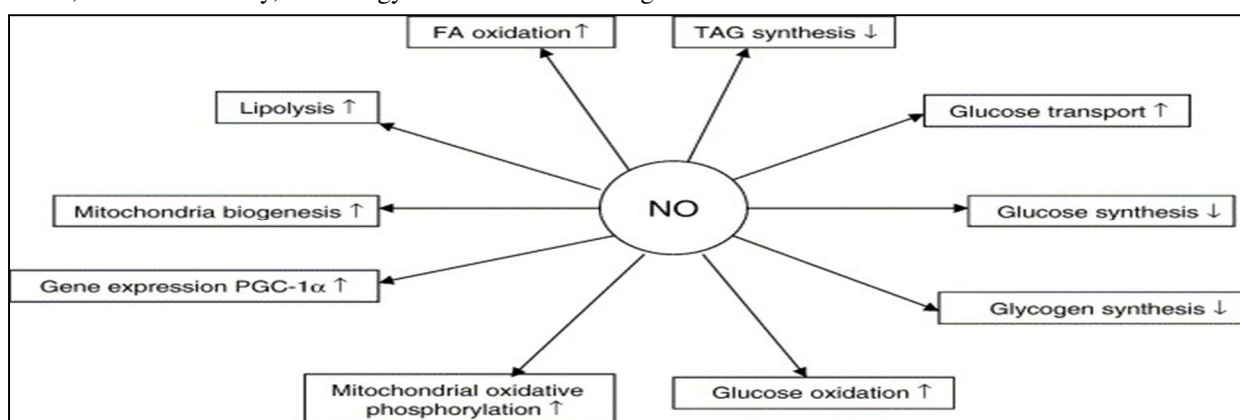 FA oxidation ↑
TAG synthesis ↓
Lipolysis ↑
Glucose transport ↑
Mitochondria biogenesis ↑
NO
Glucose synthesis ↓
Gene expression PGC-1α ↑
Glycogen synthesis ↓
Mitochondrial oxidative
phosphorylation ↑
Glucose oxidation ↑